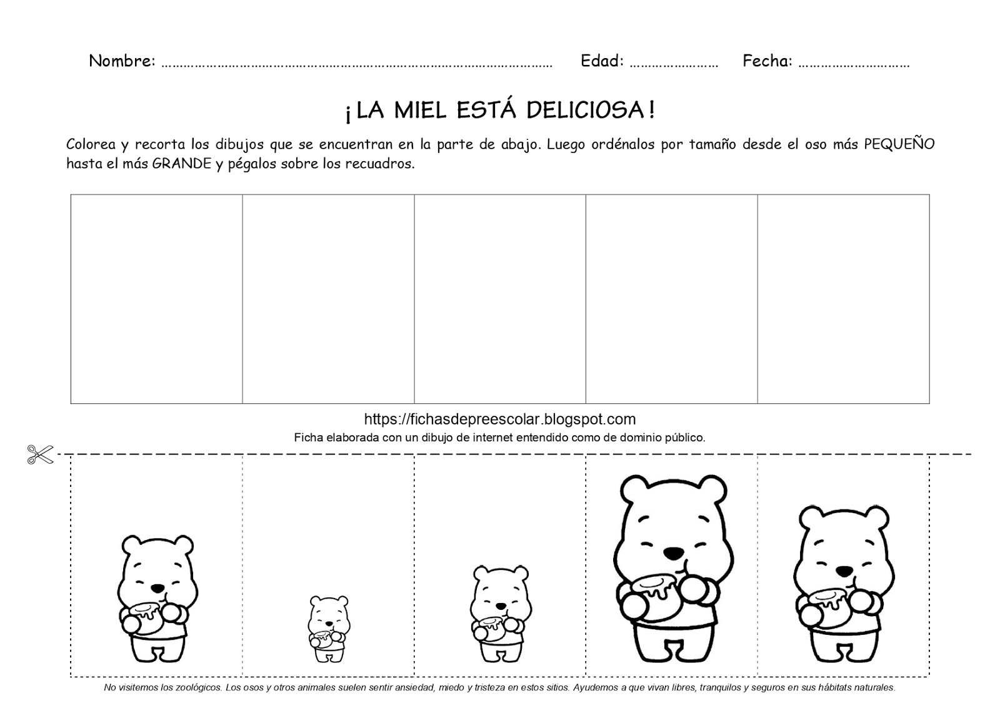 Nombre: ………………………………………………………………………………………… Edad: …………………… Fecha: …………………………
¡LA MIEL ESTÁ DELICIOSA!
Colorea y recorta los dibujos que se encuentran en la parte de abajo. Luego ordénalos por tamaño desde el oso más PEQUEÑO
hasta el más GRANDE y pégalos sobre los recuadros.
https://fichasdepreescolar.blogspot.com
Ficha elaborada con un dibujo de internet entendido como de dominio público.
No visitemos los zoológicos. Los osos y otros animales suelen sentir ansiedad, miedo y tristeza en estos sitios. Ayudemos a que vivan libres, tranquilos y seguros en sus hábitats naturales.